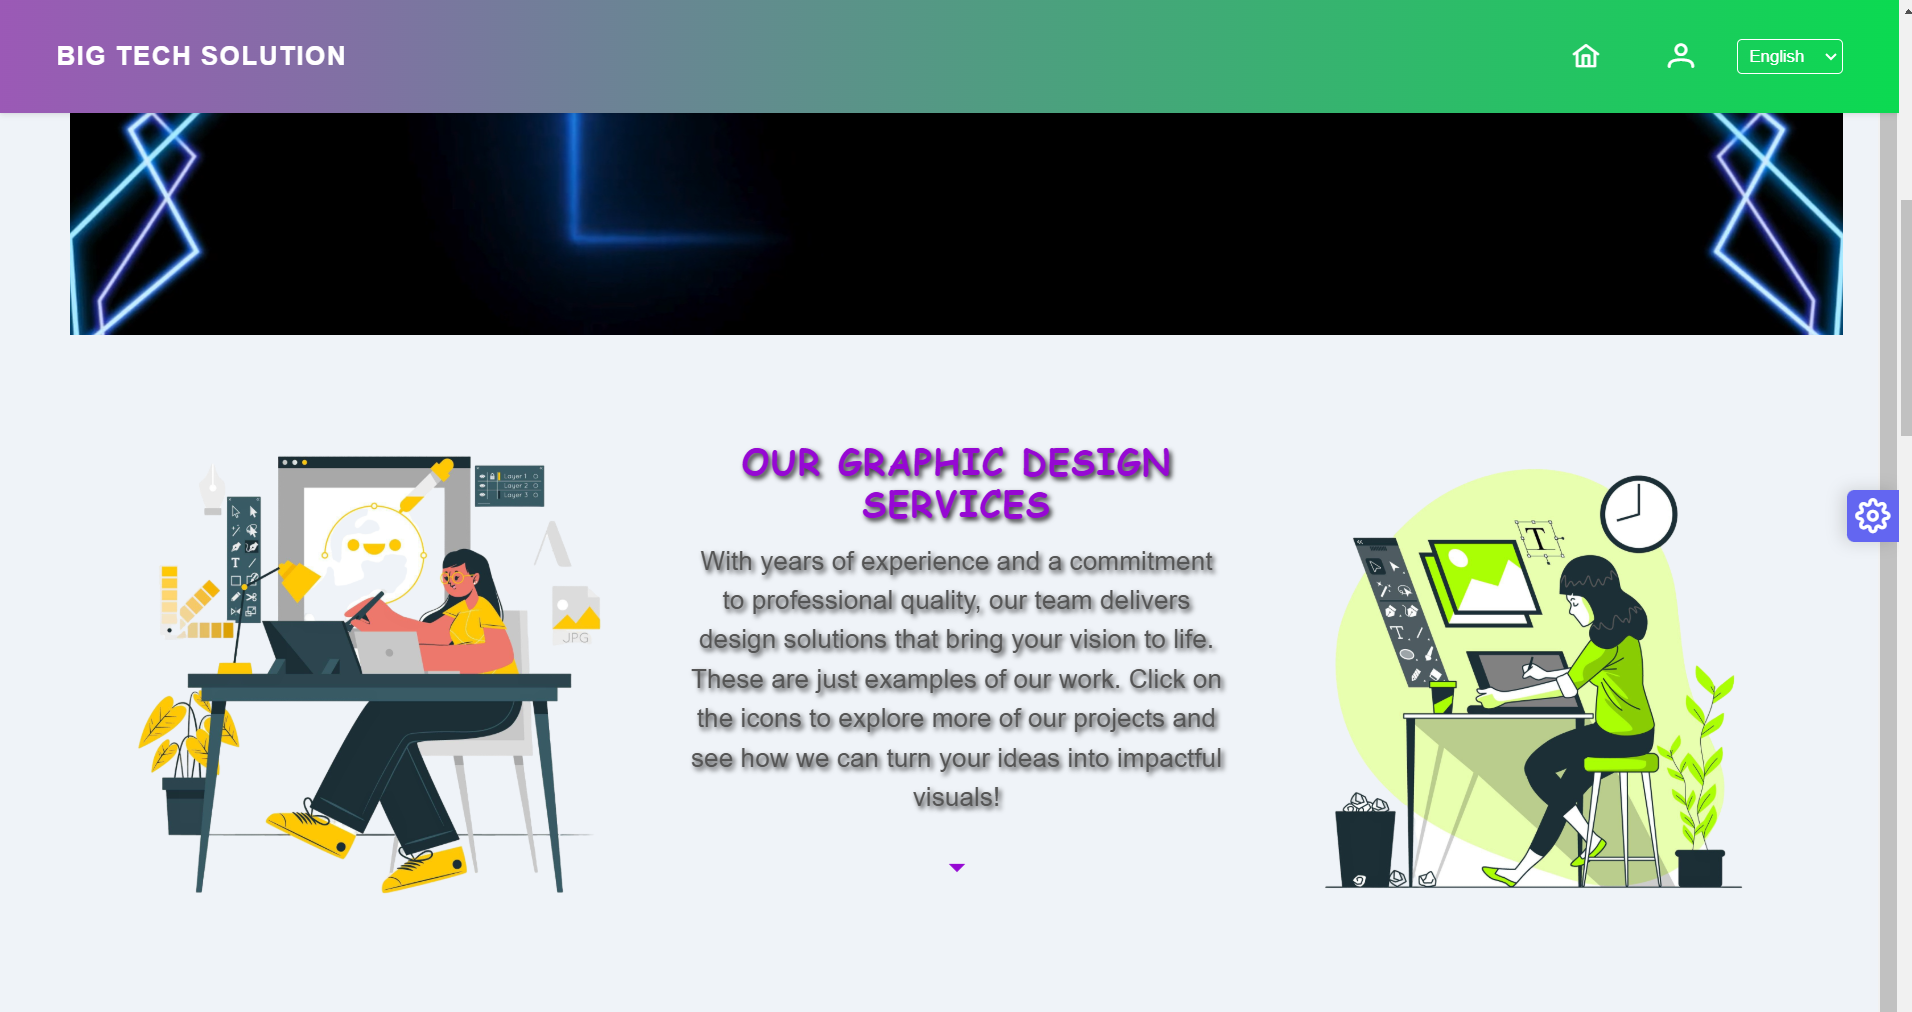 BIG TECH SOLUTION
English
OUR GRAPHIC DESIGN
SERVICES
With years of experience and a commitment
to professional quality, our team delivers
design solutions that bring your vision to life.
These are just examples of our work. Click on
the icons to explore more of our projects and
see how we can turn your ideas into impactful
visuals!
Layer 1
Layer 2
Layer 3
T
JPG
T
T